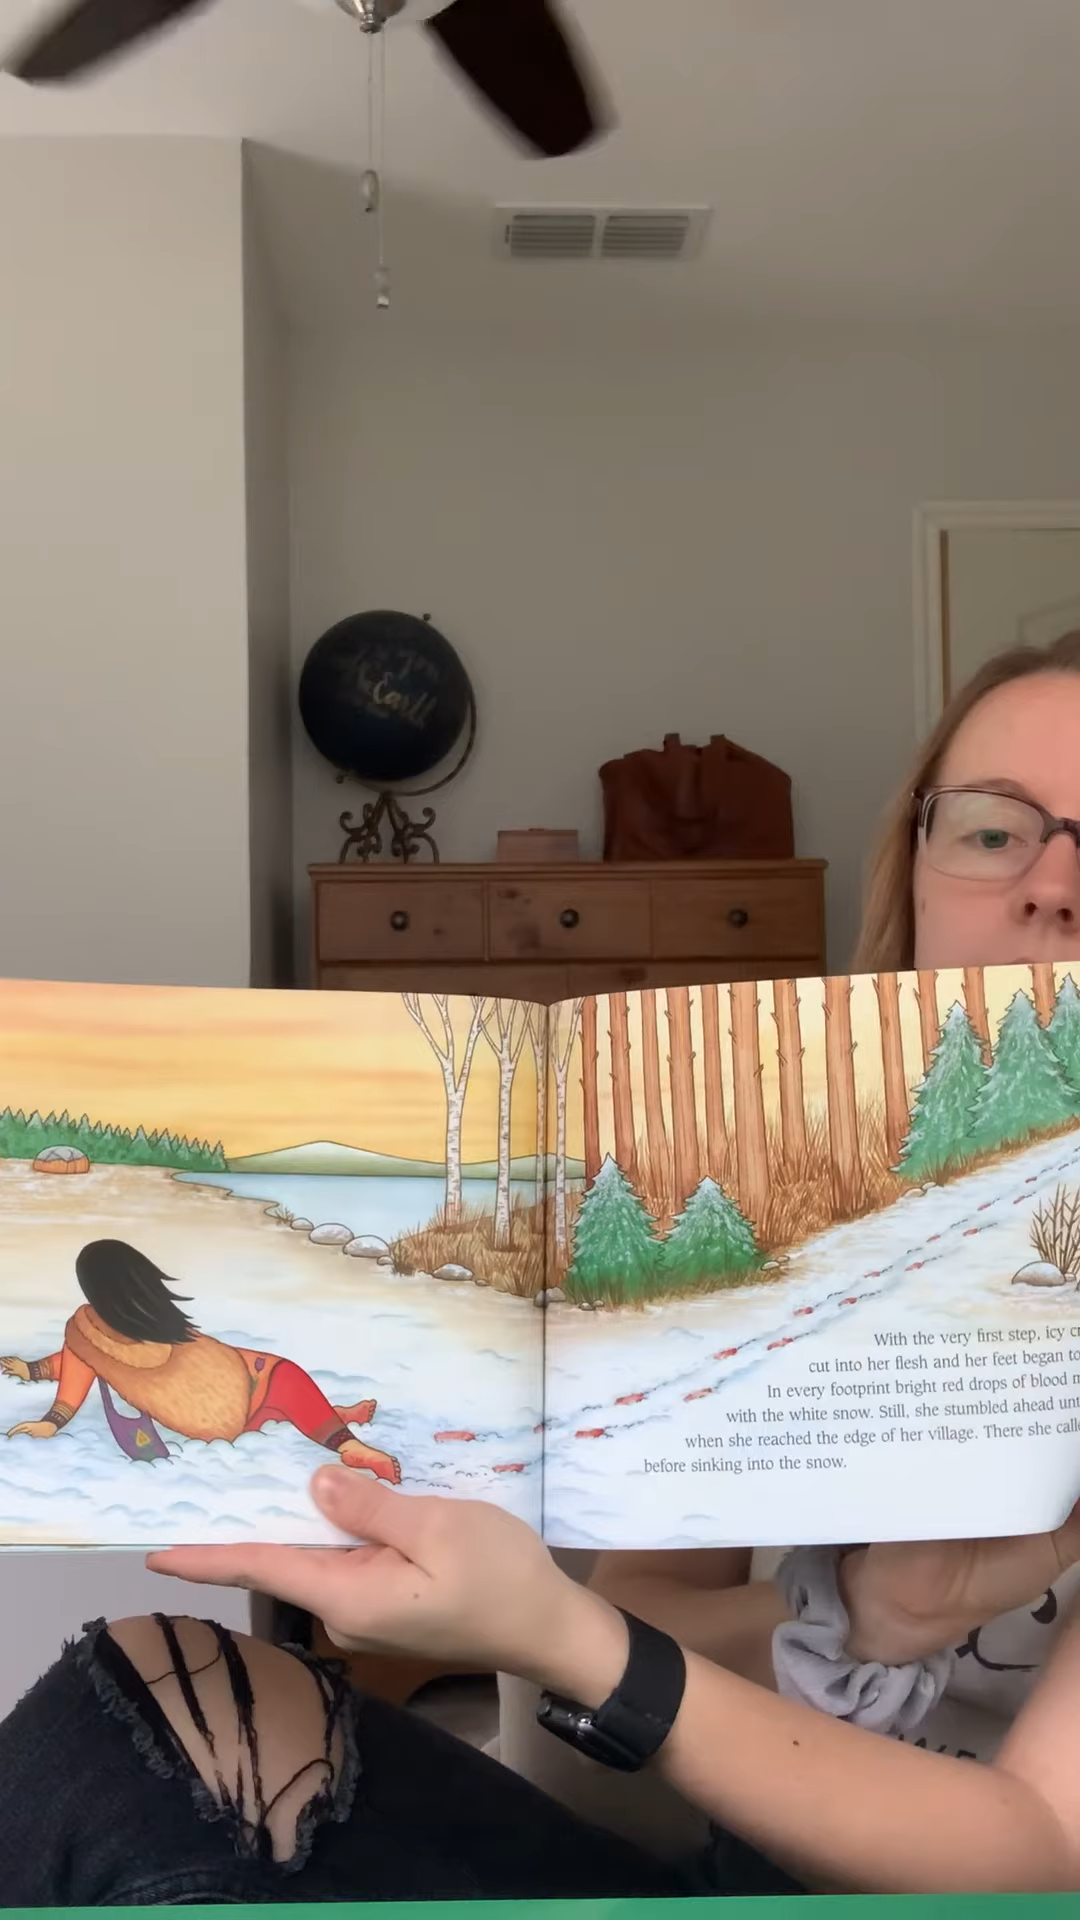 Earth
With the very first step, icy
cut into her flesh and her feet began to
In every footprint bright red drops of blood
with the white snow. Still, she stumbled ahead
when she reached the edge of her village. There she
before sinking into the snow.